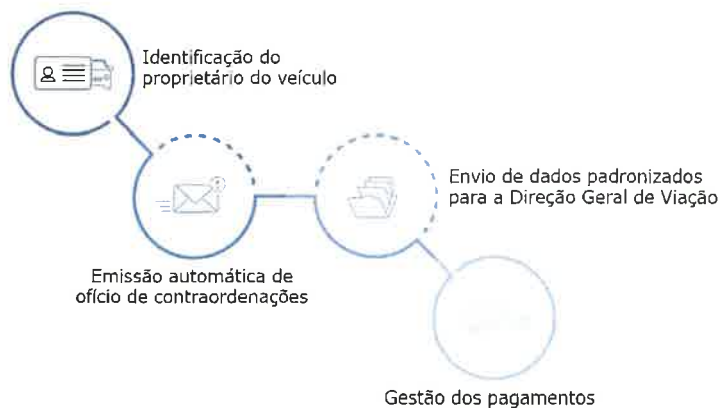 Identificação do
proprietário do veículo
Envio de dados padronizados
para a Direção Geral de Viação
Emissão automática de
ofício de contraordenações
Gestão dos pagamentos